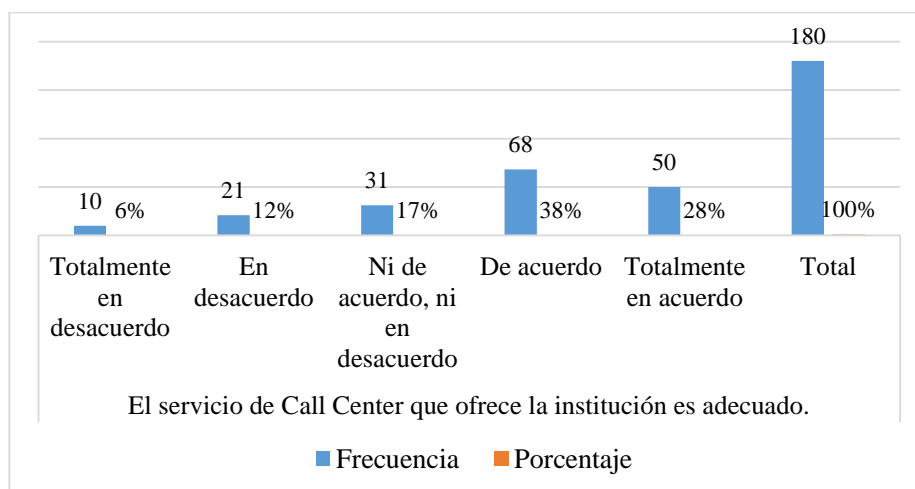 180
68
50
31
21
10
6%
12%
17%
38%
28%
100%
Totalmente
en
desacuerdo
En
desacuerdo
Ni de
acuerdo, ni
en
desacuerdo
De acuerdo
Totalmente
en acuerdo
Total
El servicio de Call Center que ofrece la institución es adecuado.
Frecuencia Porcentaje